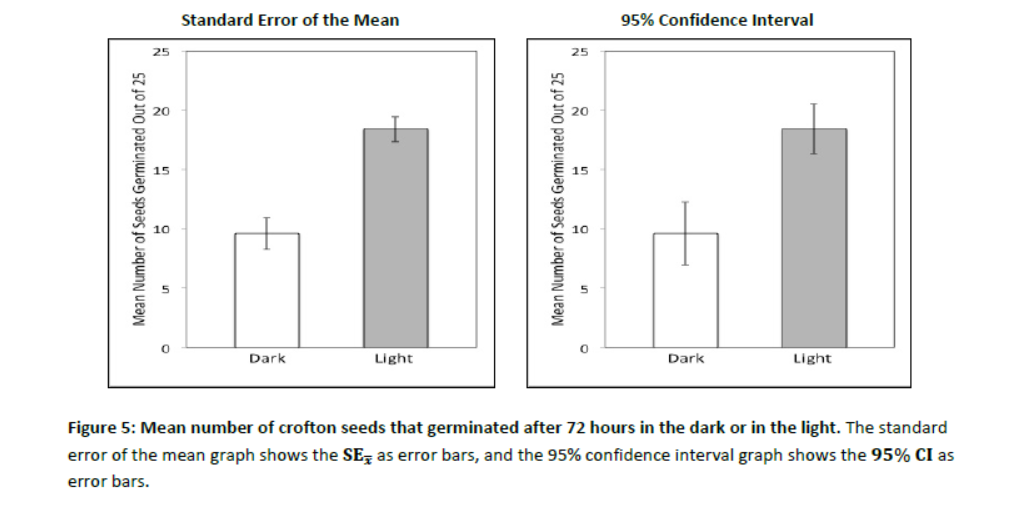 Standard Error of the Mean
95% Confidence Interval
Mean Number of Seeds Germinated Out of 25
25
20
15
10
5
0
Dark
Light
Mean Number of Seeds Germinated Out of 25
25
20
15
10
5
0
Dark
Light
Figure 5: Mean number of crofton seeds that germinated after 72 hours in the dark or in the light. The standard
error of the mean graph shows the SEx̄ as error bars, and the 95% confidence interval graph shows the 95% CI as
error bars.